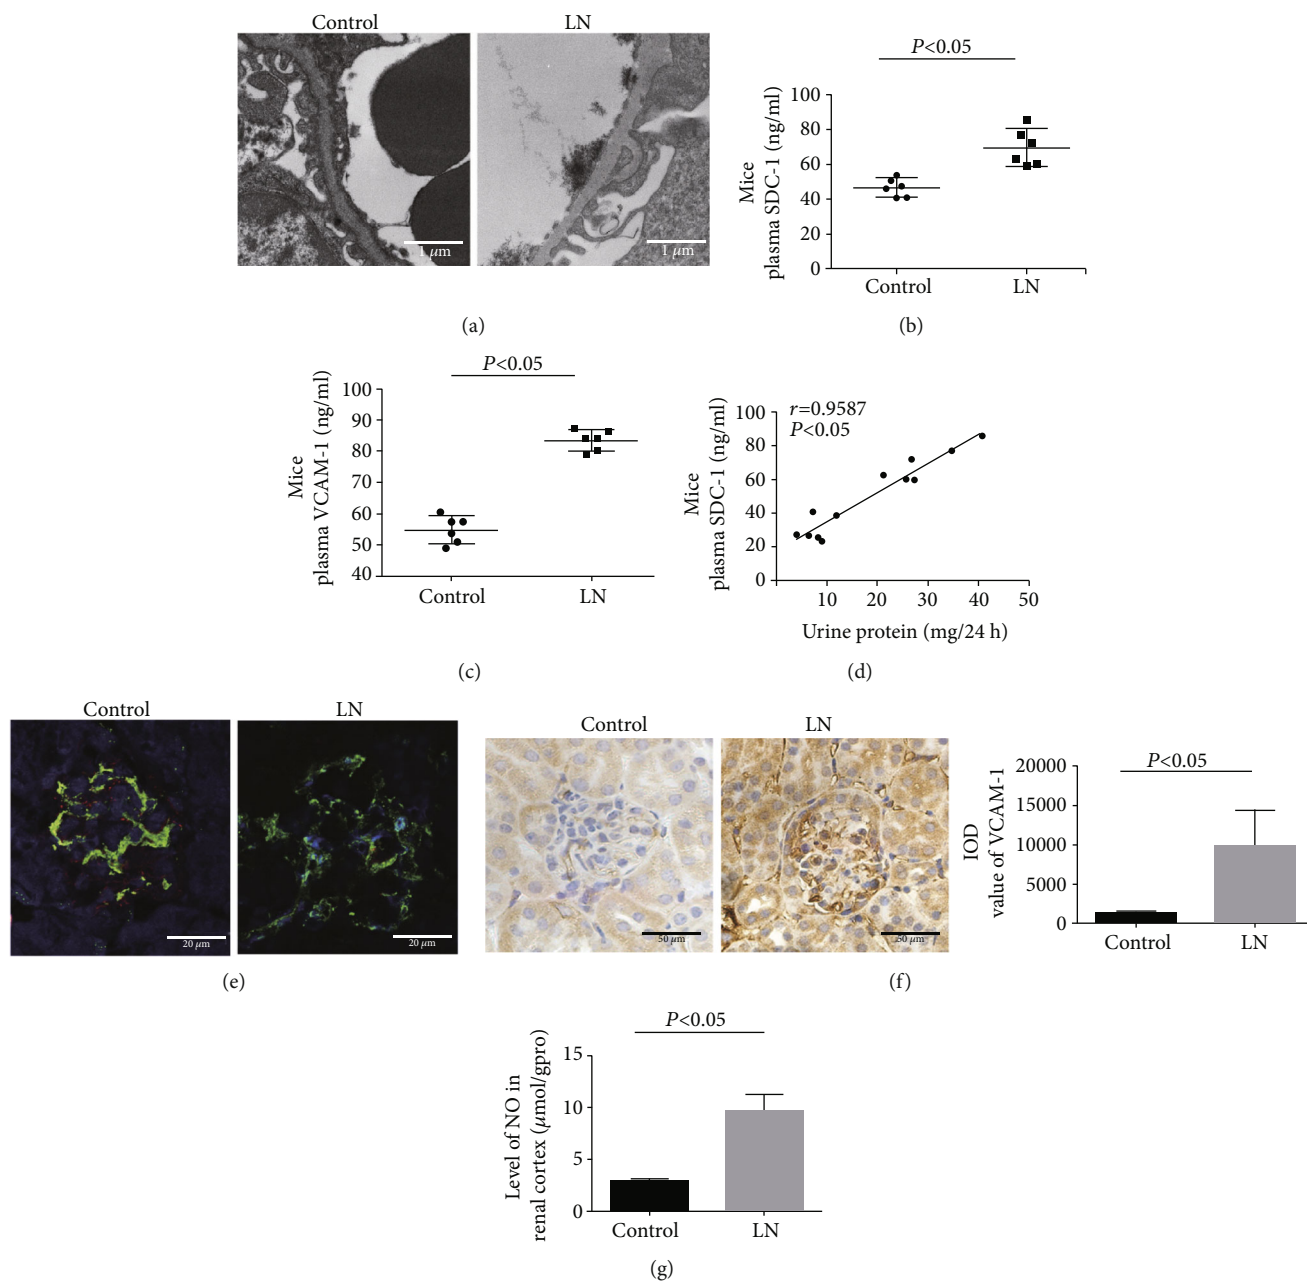 Control
LN
1 μm
1 μm
(a)
P<0.05
Mice
plasma SDC-1 (ng/ml)
100
80
60
40
20
0
Control
LN
(b)
P<0.05
Mice
plasma VCAM-1 (ng/ml)
100
90
80
70
60
50
40
Control
LN
(c)
r=0.9587
P<0.05
Mice
plasma SDC-1 (ng/ml)
100
80
60
40
20
0
10 20 30 40 50
Urine protein (mg/24 h)
(d)
Control
LN
20 μm
20 μm
(e)
Control
LN
50 μm
50 μm
P<0.05
IOD
value of VCAM-1
20000
15000
10000
5000
0
Control
LN
(f)
P<0.05
Level of NO in
renal cortex (μmol/gpro)
15
10
5
0
Control
LN
(g)